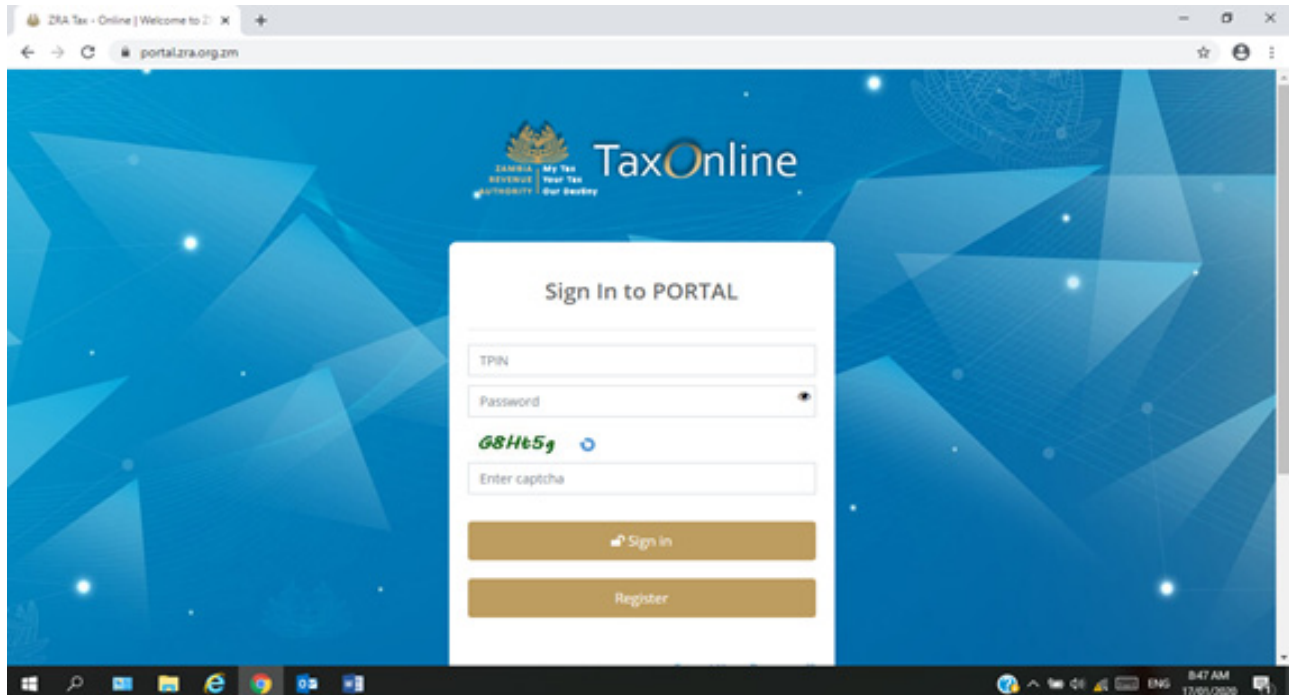 ZRA Tax - Online | Welcome to Z
portal.zra.org.zm
ZAMBIA
REVENUE
AUTHORITY
My Tax
Your Tax
Our Destiny
TaxOnline
Sign In to PORTAL
TPIN
Password
G8Ht5g
Enter captcha
Sign in
Register
ENG
8:47 AM